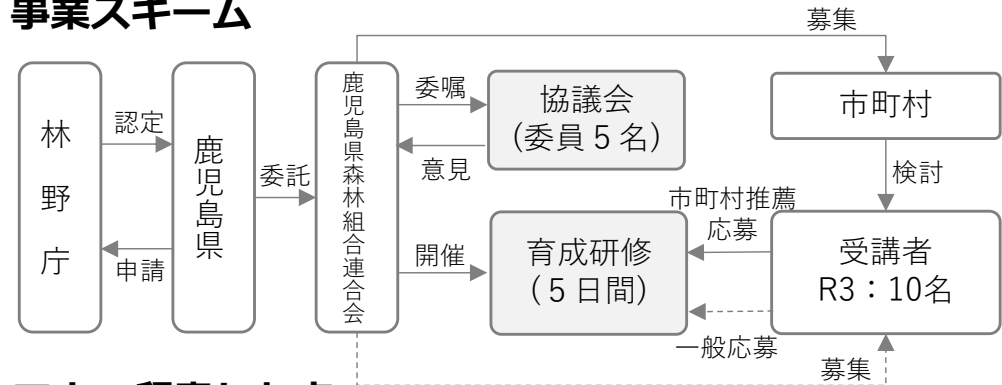 事業スキーム
募集
林野庁
認定
申請
鹿児島県
委託
鹿児島県森林組合連合会
委嘱
意見
協議会
(委員５名)
市町村
検討
市町村推薦
応募
開催
育成研修
(５日間)
受講者
R3：10名
一般応募
募集